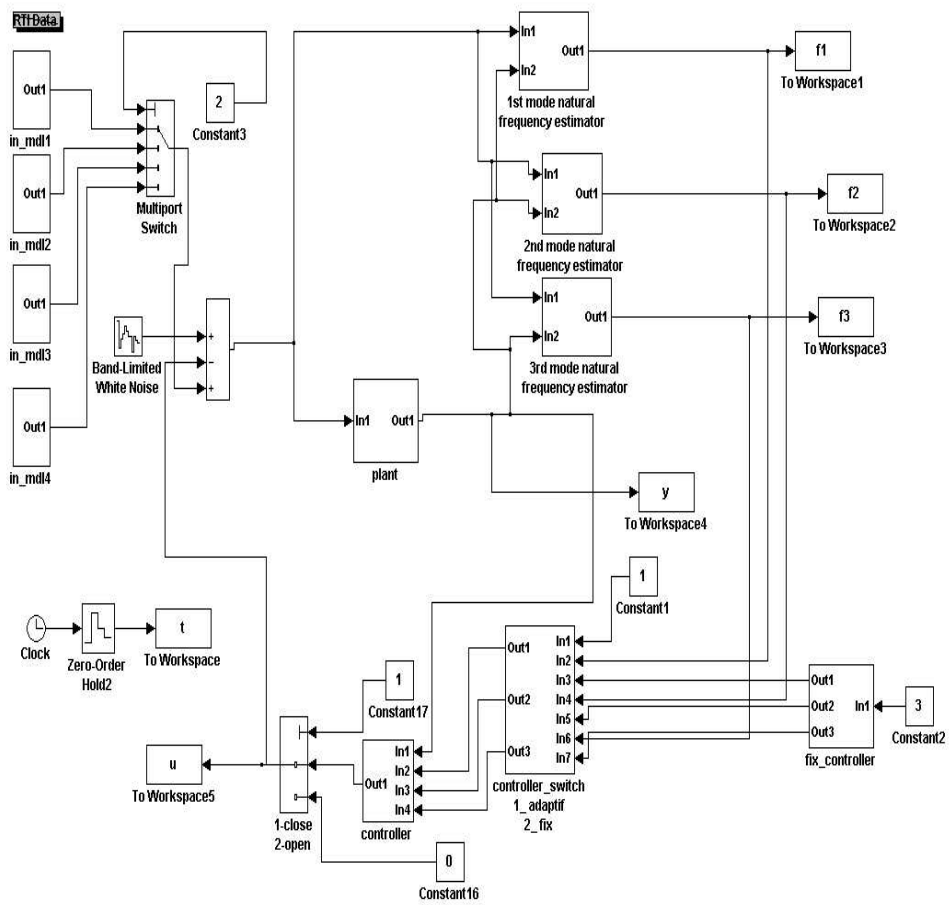 RTI Data
Out1
in_mdl1
Out1
in_mdl2
Out1
in_mdl3
Out1
in_mdl4
Multiport
Switch
2
Constant3
Band-Limited
White Noise
+
−
+
In1
Out1
plant
In1
In2
Out1
1st mode natural
frequency estimator
In1
In2
Out1
2nd mode natural
frequency estimator
In1
In2
Out1
3rd mode natural
frequency estimator
f1
To Workspace1
f2
To Workspace2
f3
To Workspace3
y
To Workspace4
1
Constant1
Clock
Zero-Order
Hold2
t
To Workspace
1
Constant17
u
To Workspace5
1-close
2-open
Out1
In1
In2
In3
In4
controller
0
Constant16
Out1
Out2
Out3
In1
In2
In3
In4
In5
In6
In7
controller_switch
1_ adaptif
2_ fix
Out1
Out2
Out3
In1
fix_controller
3
Constant2